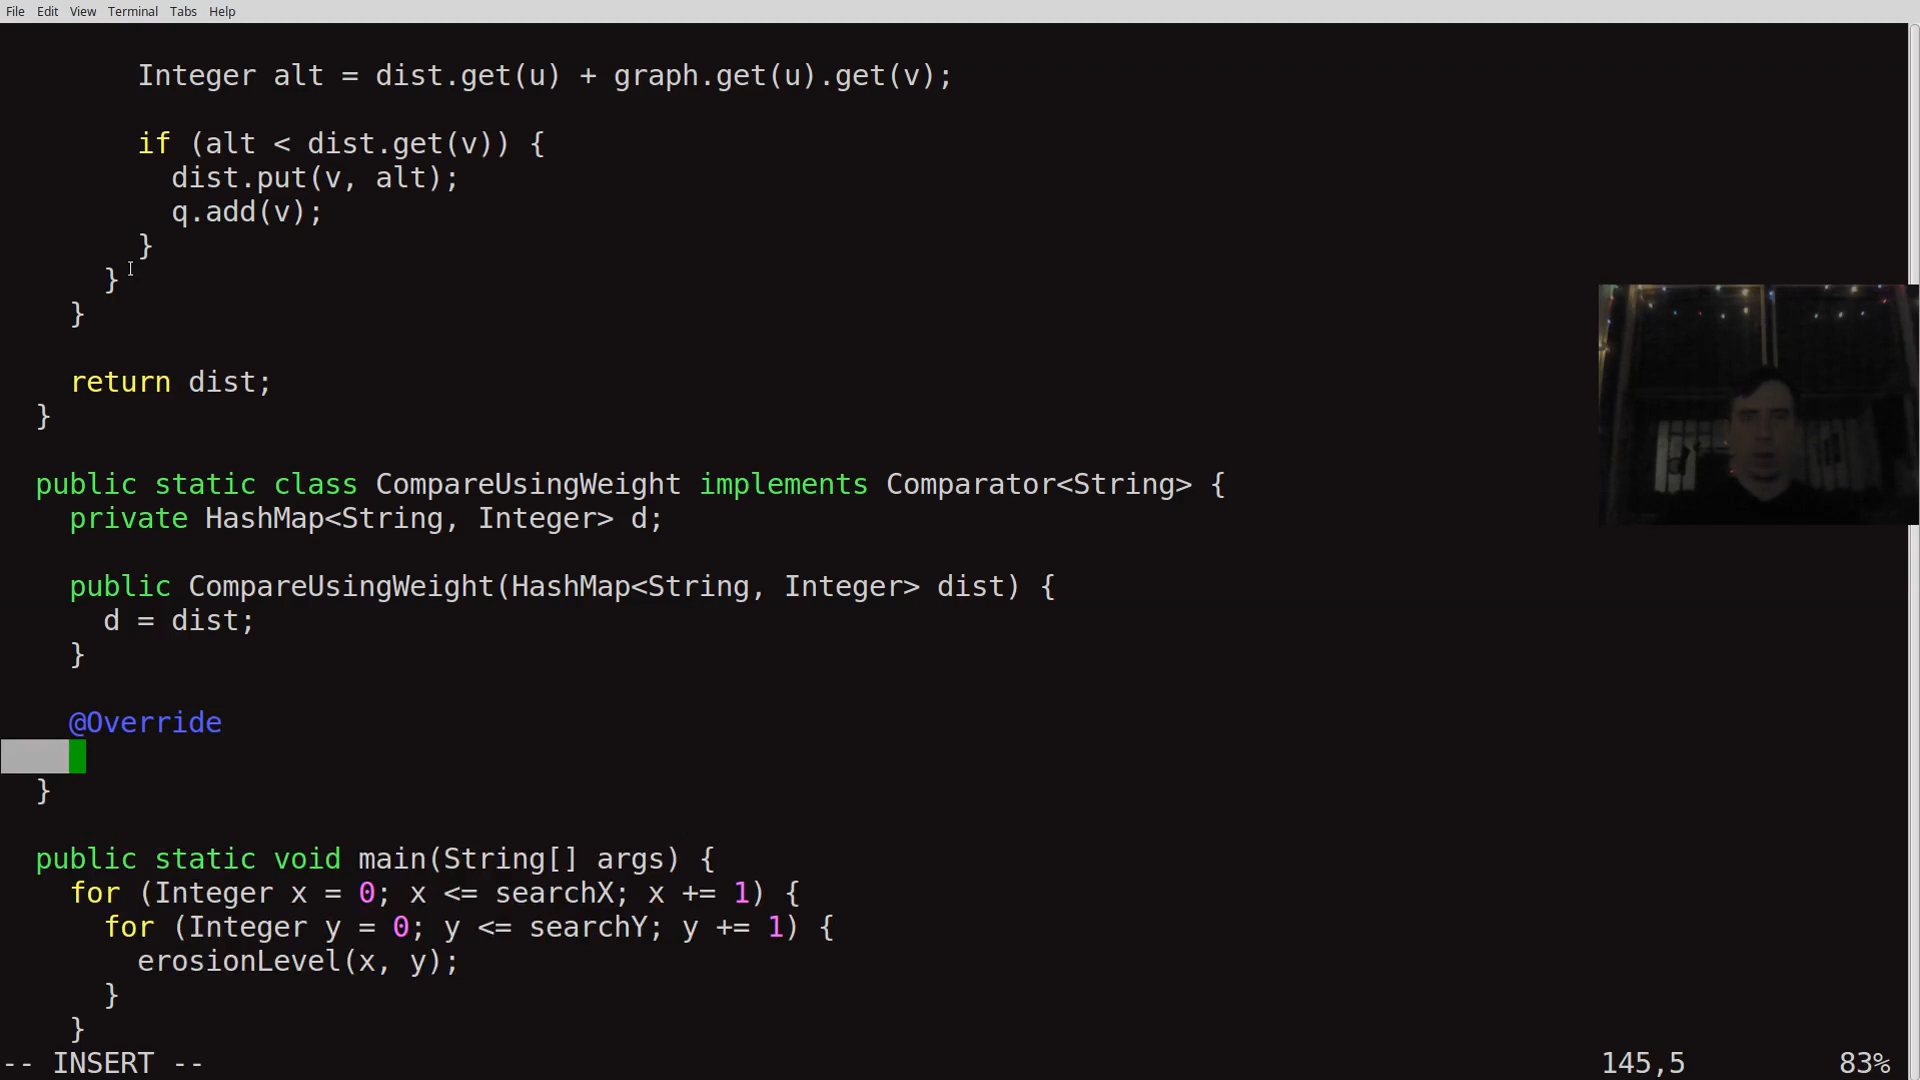 File Edit View Terminal Tabs Help
Integer alt = dist.get(u) + graph.get(u).get(v);
if (alt < dist.get(v)) {
dist.put(v, alt);
q.add(v);
}
}
}
return dist;
}
public static class CompareUsingWeight implements Comparator<String> {
private HashMap<String, Integer> d;
public CompareUsingWeight(HashMap<String, Integer> dist) {
d = dist;
}
@Override
}
public static void main(String[] args) {
for (Integer x = 0; x <= searchX; x += 1) {
for (Integer y = 0; y <= searchY; y += 1) {
erosionLevel(x, y);
}
}
-- INSERT -- 145,5 83%